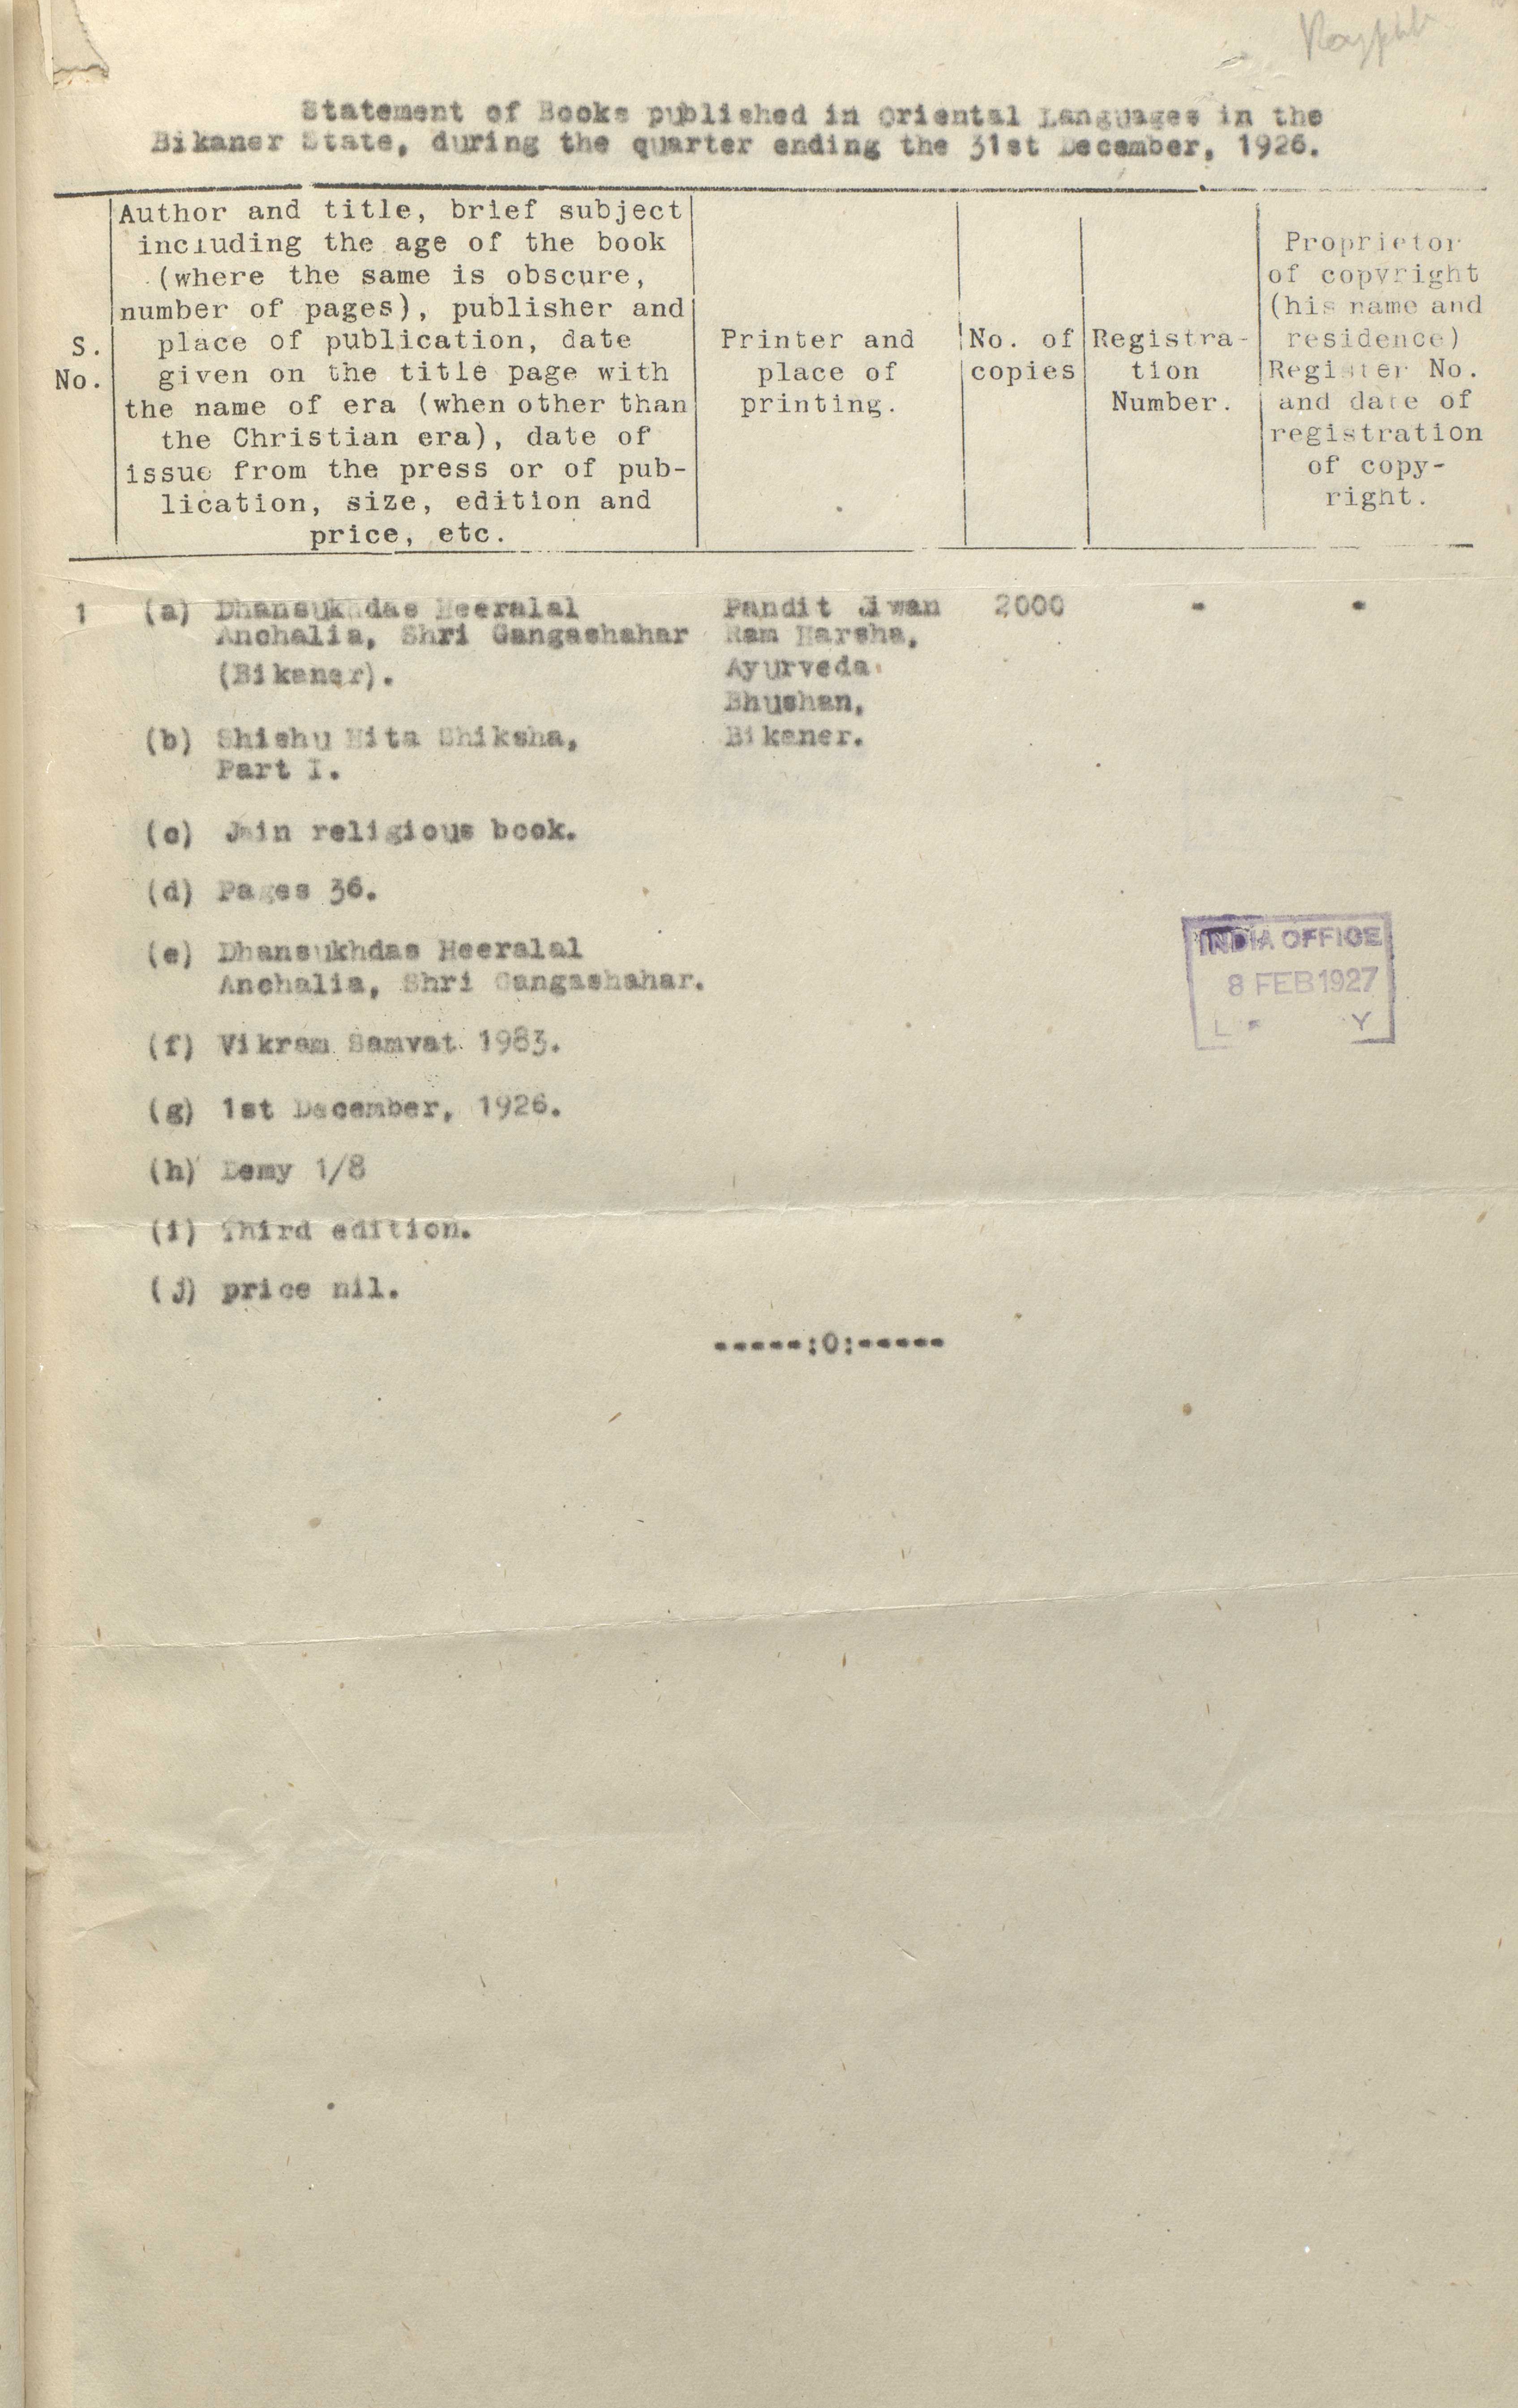 Statement of Books published in Oriental Languages in the
Bikaner State, during the quarter ending the 31st December, 1926.
S.
No.
Author and title, brief subject
including the age of the book
(where the same is obscure,
number of pages), publisher and
place of publication, date
given on the title page with
the name of era (when other than
the Christian era), date of
issue from the press or of pub-
lication, size, edition and
price, etc.
Printer and
place of
printing.
No. of
copies
Registra-
tion
Number.
Proprietor
of copyright
(his name and
residence)
Register No.
and date of
registration
of copy-
right.
1
(a) Dhansukhdas Heeralal
Anchalia, Shri Gangashahar
(Bikaner).
(b) Shishu Hita Shiksha,
Part I.
(c) Jain religious book.
(d) Pages 36.
(e) Dhansukhdas Heeralal
Anchalia, Shri Gangashahar.
(f) Vikram Samvat 1983.
(g) 1st December, 1926.
(h) Demy 1/8
(i) Third edition.
(j) price nil.
Pandit Jiwan
Ram Harsha,
Ayurveda
Bhushan,
Bikaner.
2000
-
-
INDIA OFFICE
8 FEB 1927
-----:0:-----